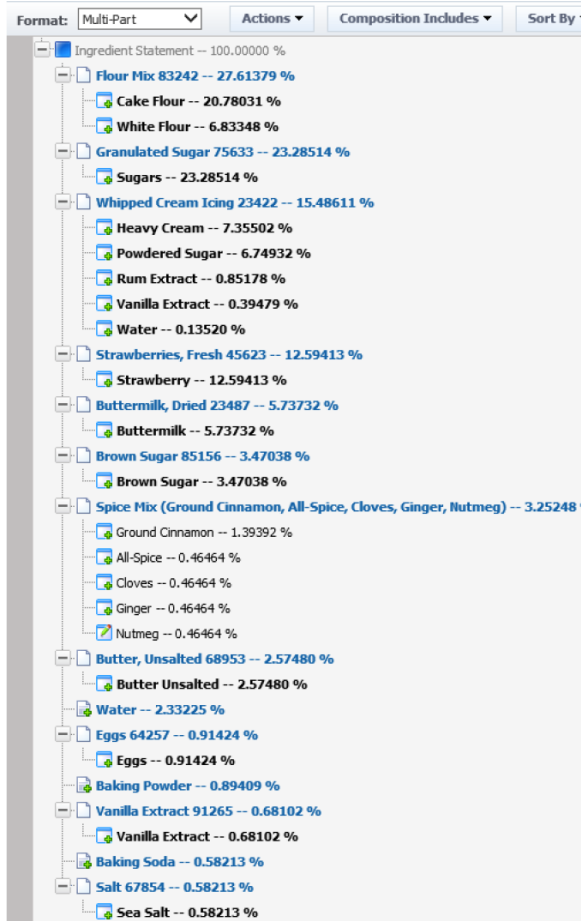 Format: Multi-Part Actions Composition Includes Sort By
Ingredient Statement -- 100.00000 %
Flour Mix 83242 -- 27.61379 %
Cake Flour -- 20.78031 %
White Flour -- 6.83348 %
Granulated Sugar 75633 -- 23.28514 %
Sugars -- 23.28514 %
Whipped Cream Icing 23422 -- 15.48611 %
Heavy Cream -- 7.35502 %
Powdered Sugar -- 6.74932 %
Rum Extract -- 0.85178 %
Vanilla Extract -- 0.39479 %
Water -- 0.13520 %
Strawberries, Fresh 45623 -- 12.59413 %
Strawberry -- 12.59413 %
Buttermilk, Dried 23487 -- 5.73732 %
Buttermilk -- 5.73732 %
Brown Sugar 85156 -- 3.47038 %
Brown Sugar -- 3.47038 %
Spice Mix (Ground Cinnamon, All-Spice, Cloves, Ginger, Nutmeg) -- 3.25248
Ground Cinnamon -- 1.39392 %
All-Spice -- 0.46464 %
Cloves -- 0.46464 %
Ginger -- 0.46464 %
Nutmeg -- 0.46464 %
Butter, Unsalted 68953 -- 2.57480 %
Butter Unsalted -- 2.57480 %
Water -- 2.33225 %
Eggs 64257 -- 0.91424 %
Eggs -- 0.91424 %
Baking Powder -- 0.89409 %
Vanilla Extract 91265 -- 0.68102 %
Vanilla Extract -- 0.68102 %
Baking Soda -- 0.58213 %
Salt 67854 -- 0.58213 %
Sea Salt -- 0.58213 %